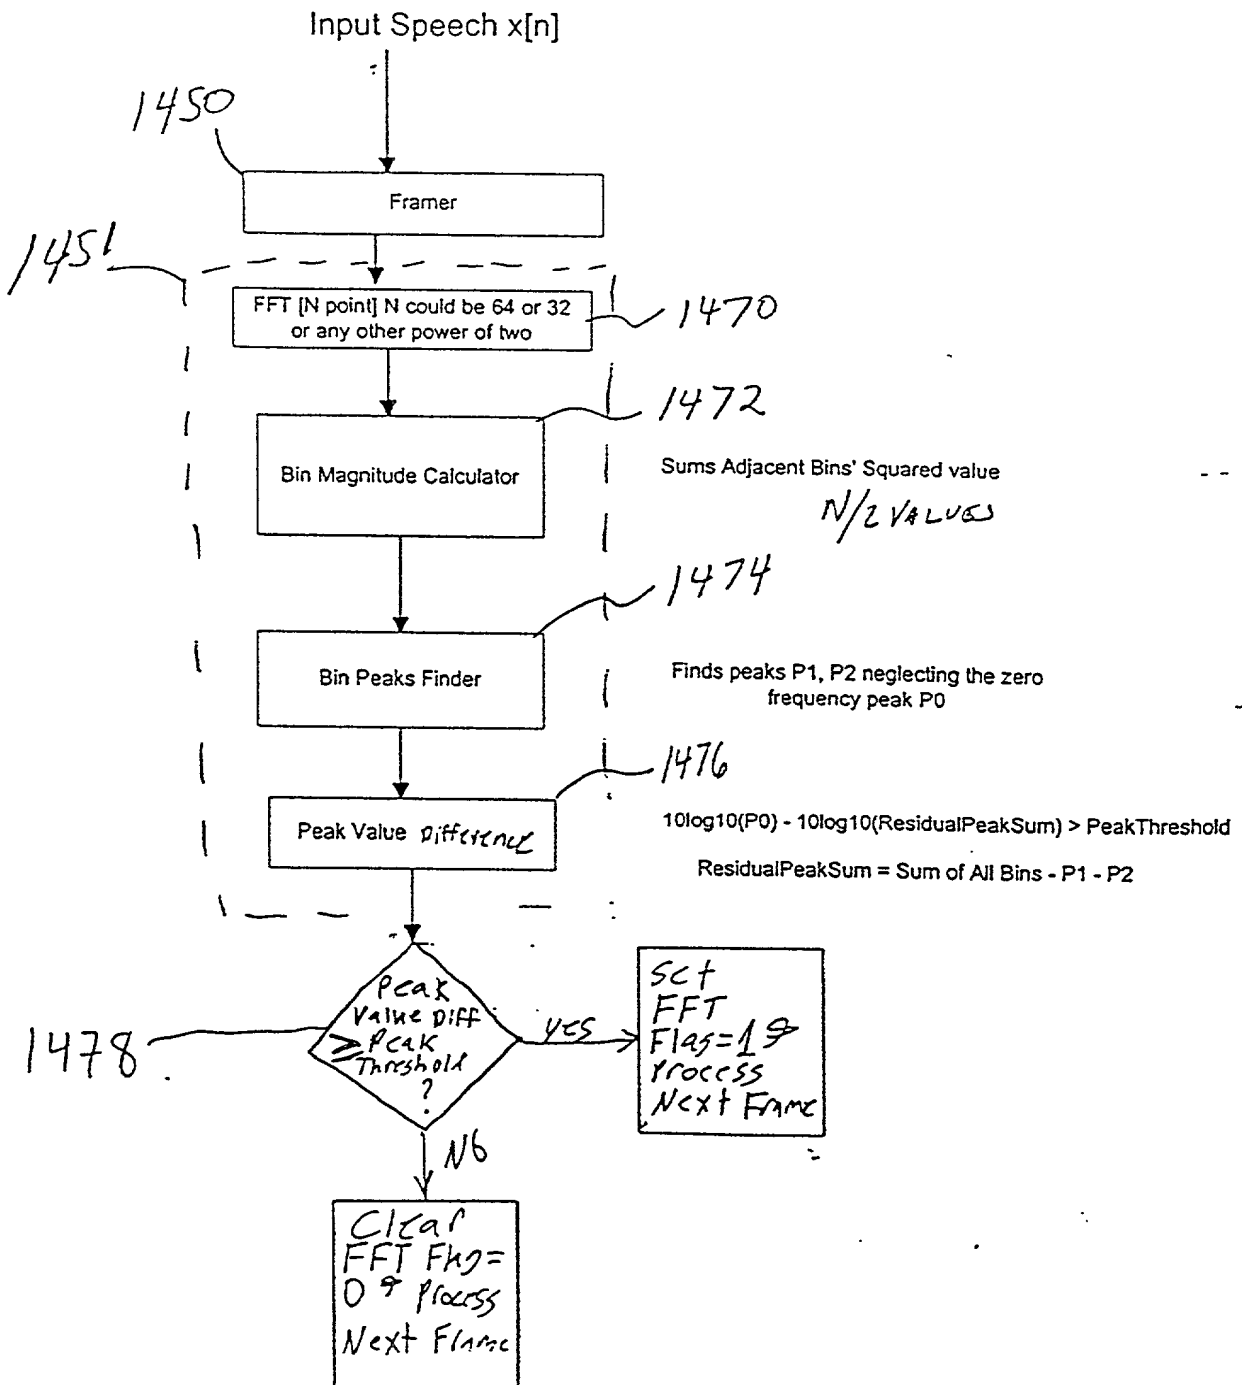 Input Speech x[n]
1450
Framer
1451
FFT [N point] N could be 64 or 32
or any other power of two
1470
1472
Bin Magnitude Calculator
Sums Adjacent Bins' Squared value
N/2 VALUES
1474
Bin Peaks Finder
Finds peaks P1, P2 neglecting the zero
frequency peak P0
1476
Peak Value Difference
10log10(P0) - 10log10(ResidualPeakSum) > PeakThreshold
ResidualPeakSum = Sum of All Bins - P1 - P2
Peak
Value Diff
≥ Peak
Threshold
?
1478
YES
Set
FFT
Flag=1 &
Process
Next Frame
NO
Clear
FFT Flag=
0 & Process
Next Frame